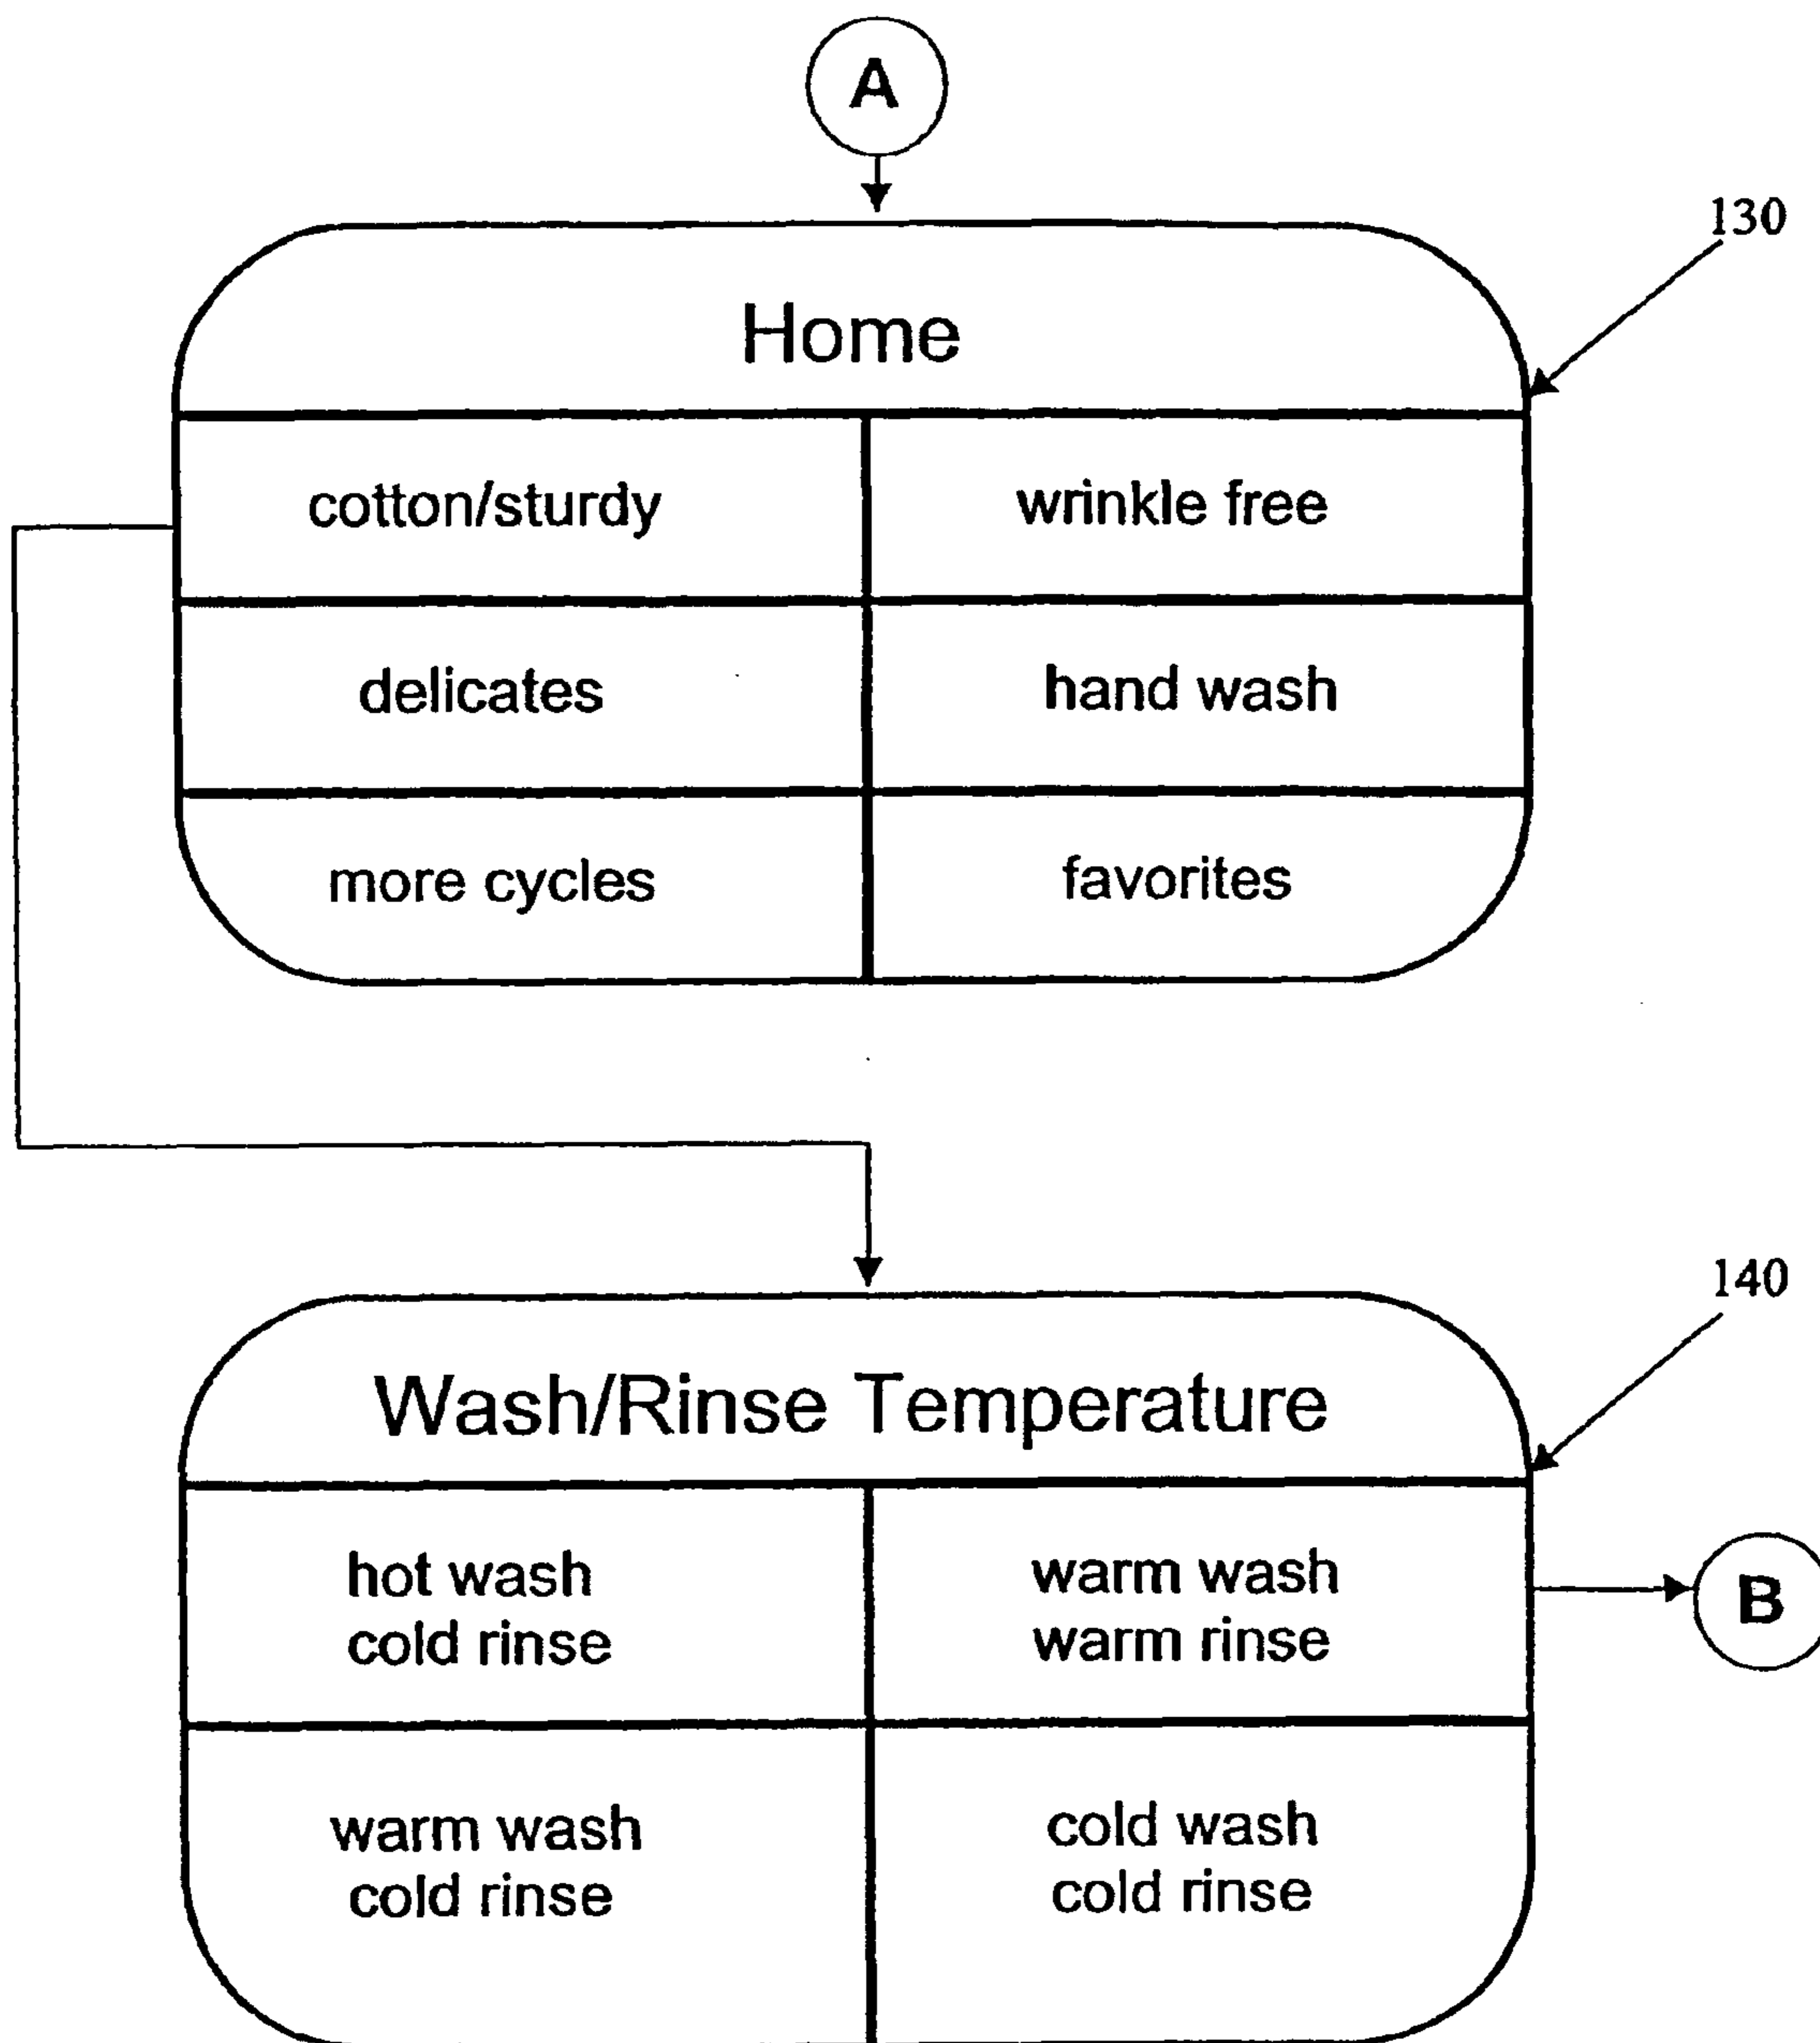 A
130
Home
cotton/sturdy
wrinkle free
delicates
hand wash
more cycles
favorites
140
Wash/Rinse Temperature
hot wash
cold rinse
warm wash
warm rinse
B
warm wash
cold rinse
cold wash
cold rinse